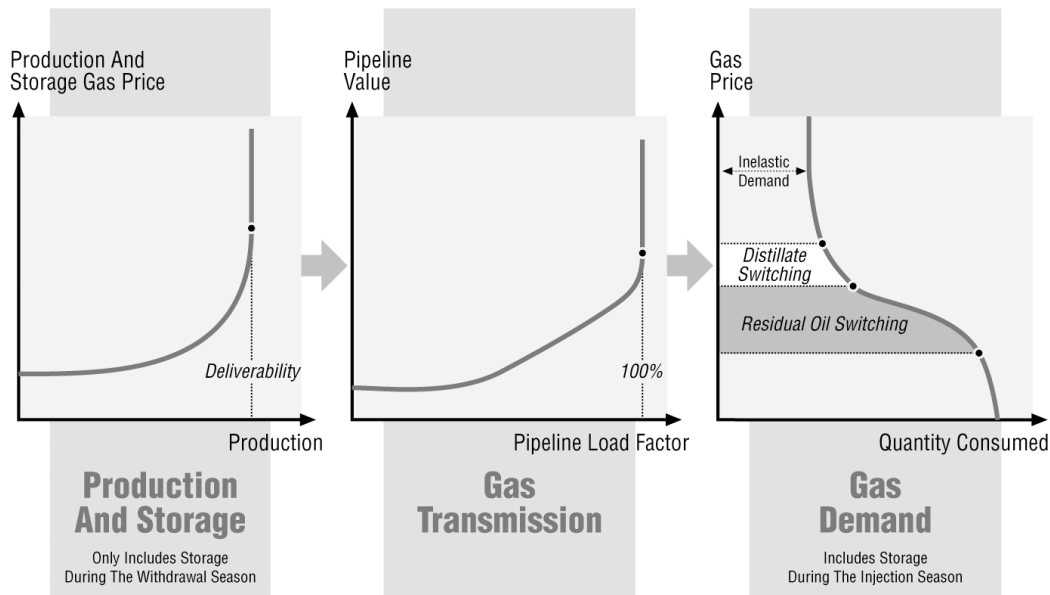 Production And
Storage Gas Price
Deliverability
Production
Production
And Storage
Only Includes Storage
During The Withdrawal Season
Pipeline
Value
100%
Pipeline Load Factor
Gas
Transmission
Gas
Price
Inelastic
Demand
Distillate
Switching
Residual Oil Switching
Quantity Consumed
Gas
Demand
Includes Storage
During The Injection Season